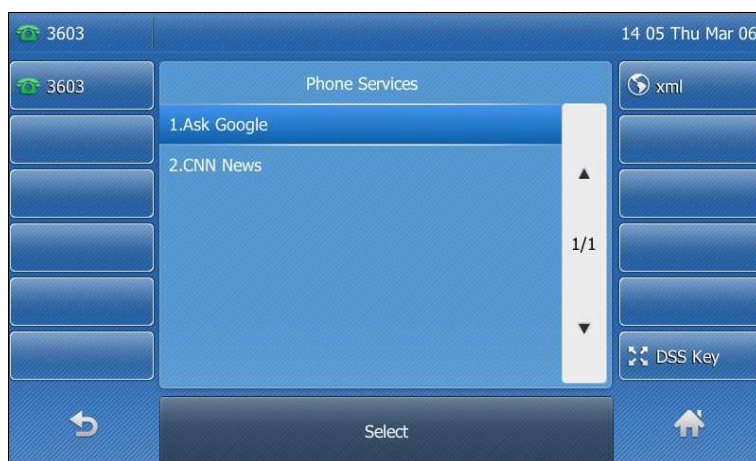 3603
14 05 Thu Mar 06
3603
Phone Services
xml
1.Ask Google
2.CNN News
1/1
DSS Key
Select